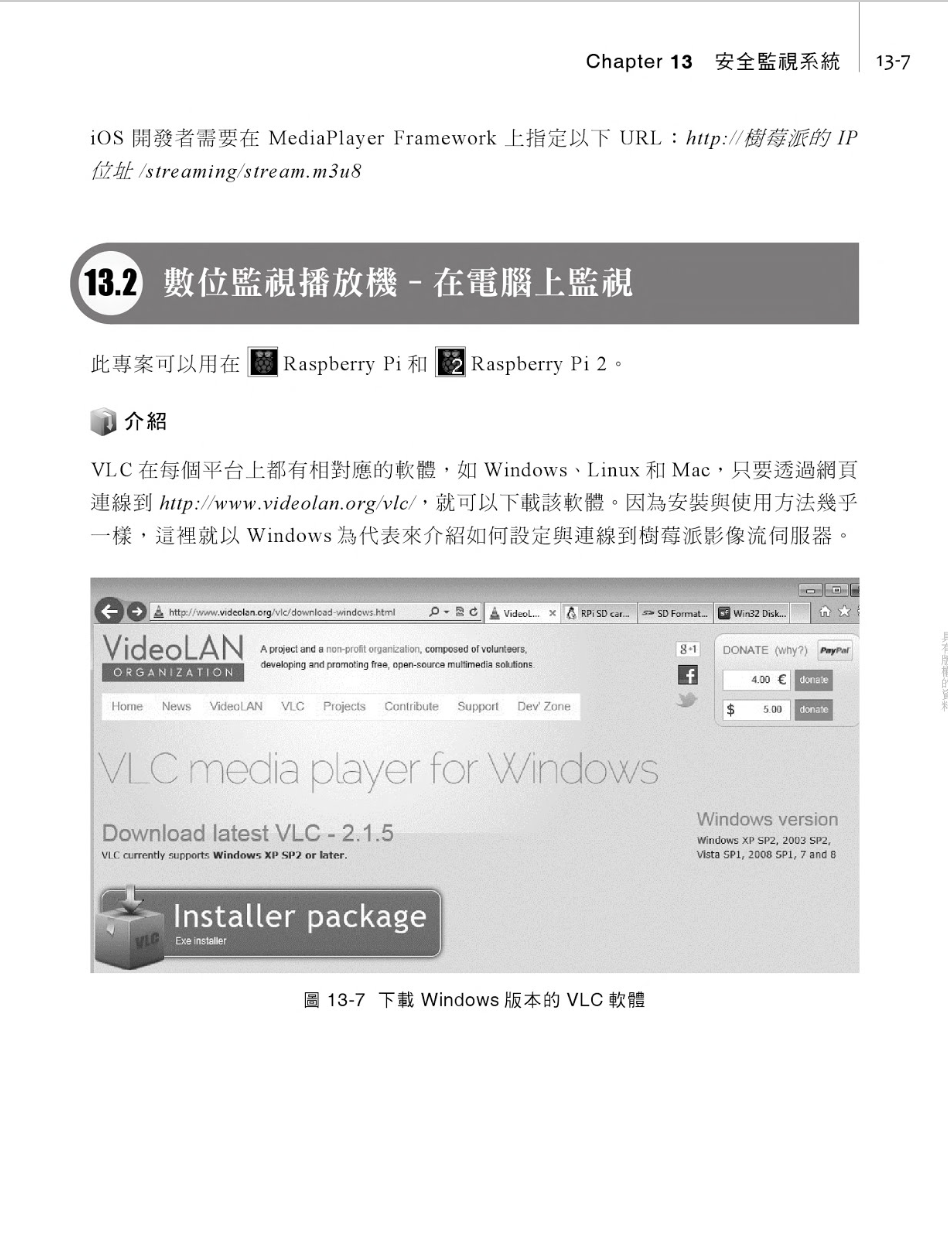 Chapter 13 安全監視系統 13-7
iOS 開發者需要在 MediaPlayer Framework 上指定以下 URL：http://樹莓派的 IP
位址 /streaming/stream.m3u8
13.2 數位監視播放機 - 在電腦上監視
此專案可以用在 Raspberry Pi 和 2 Raspberry Pi 2。
介紹
VLC 在每個平台上都有相對應的軟體，如 Windows、Linux 和 Mac，只要透過網頁
連線到 http://www.videolan.org/vlc/，就可以下載該軟體。因為安裝與使用方法幾乎
一樣，這裡就以 Windows 為代表來介紹如何設定與連線到樹莓派影像流伺服器。
http://www.videolan.org/vlc/download-windows.html VideoL... RPi SD car... SD Format... Win32 Disk...
VideoLAN
ORGANIZATION
A project and a non-profit organization, composed of volunteers,
developing and promoting free, open-source multimedia solutions.
g+1
f
DONATE (why?) PayPal
4.00 € donate
$ 5.00 donate
Home News VideoLAN VLC Projects Contribute Support Dev' Zone
VLC media player for Windows
Download latest VLC - 2.1.5
VLC currently supports Windows XP SP2 or later.
Windows version
Windows XP SP2, 2003 SP2,
Vista SP1, 2008 SP1, 7 and 8
VLC
Installer package
Exe installer
圖 13-7 下載 Windows 版本的 VLC 軟體